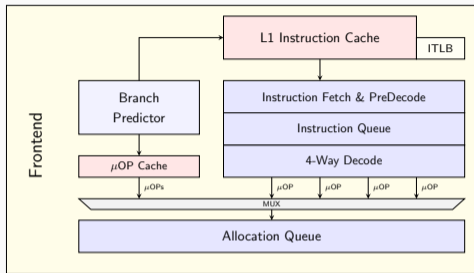 L1 Instruction Cache
ITLB
Branch
Predictor
Instruction Fetch & PreDecode
Instruction Queue
4-Way Decode
μOP Cache
μOPs
μOP
μOP
μOP
μOP
MUX
Allocation Queue
Frontend